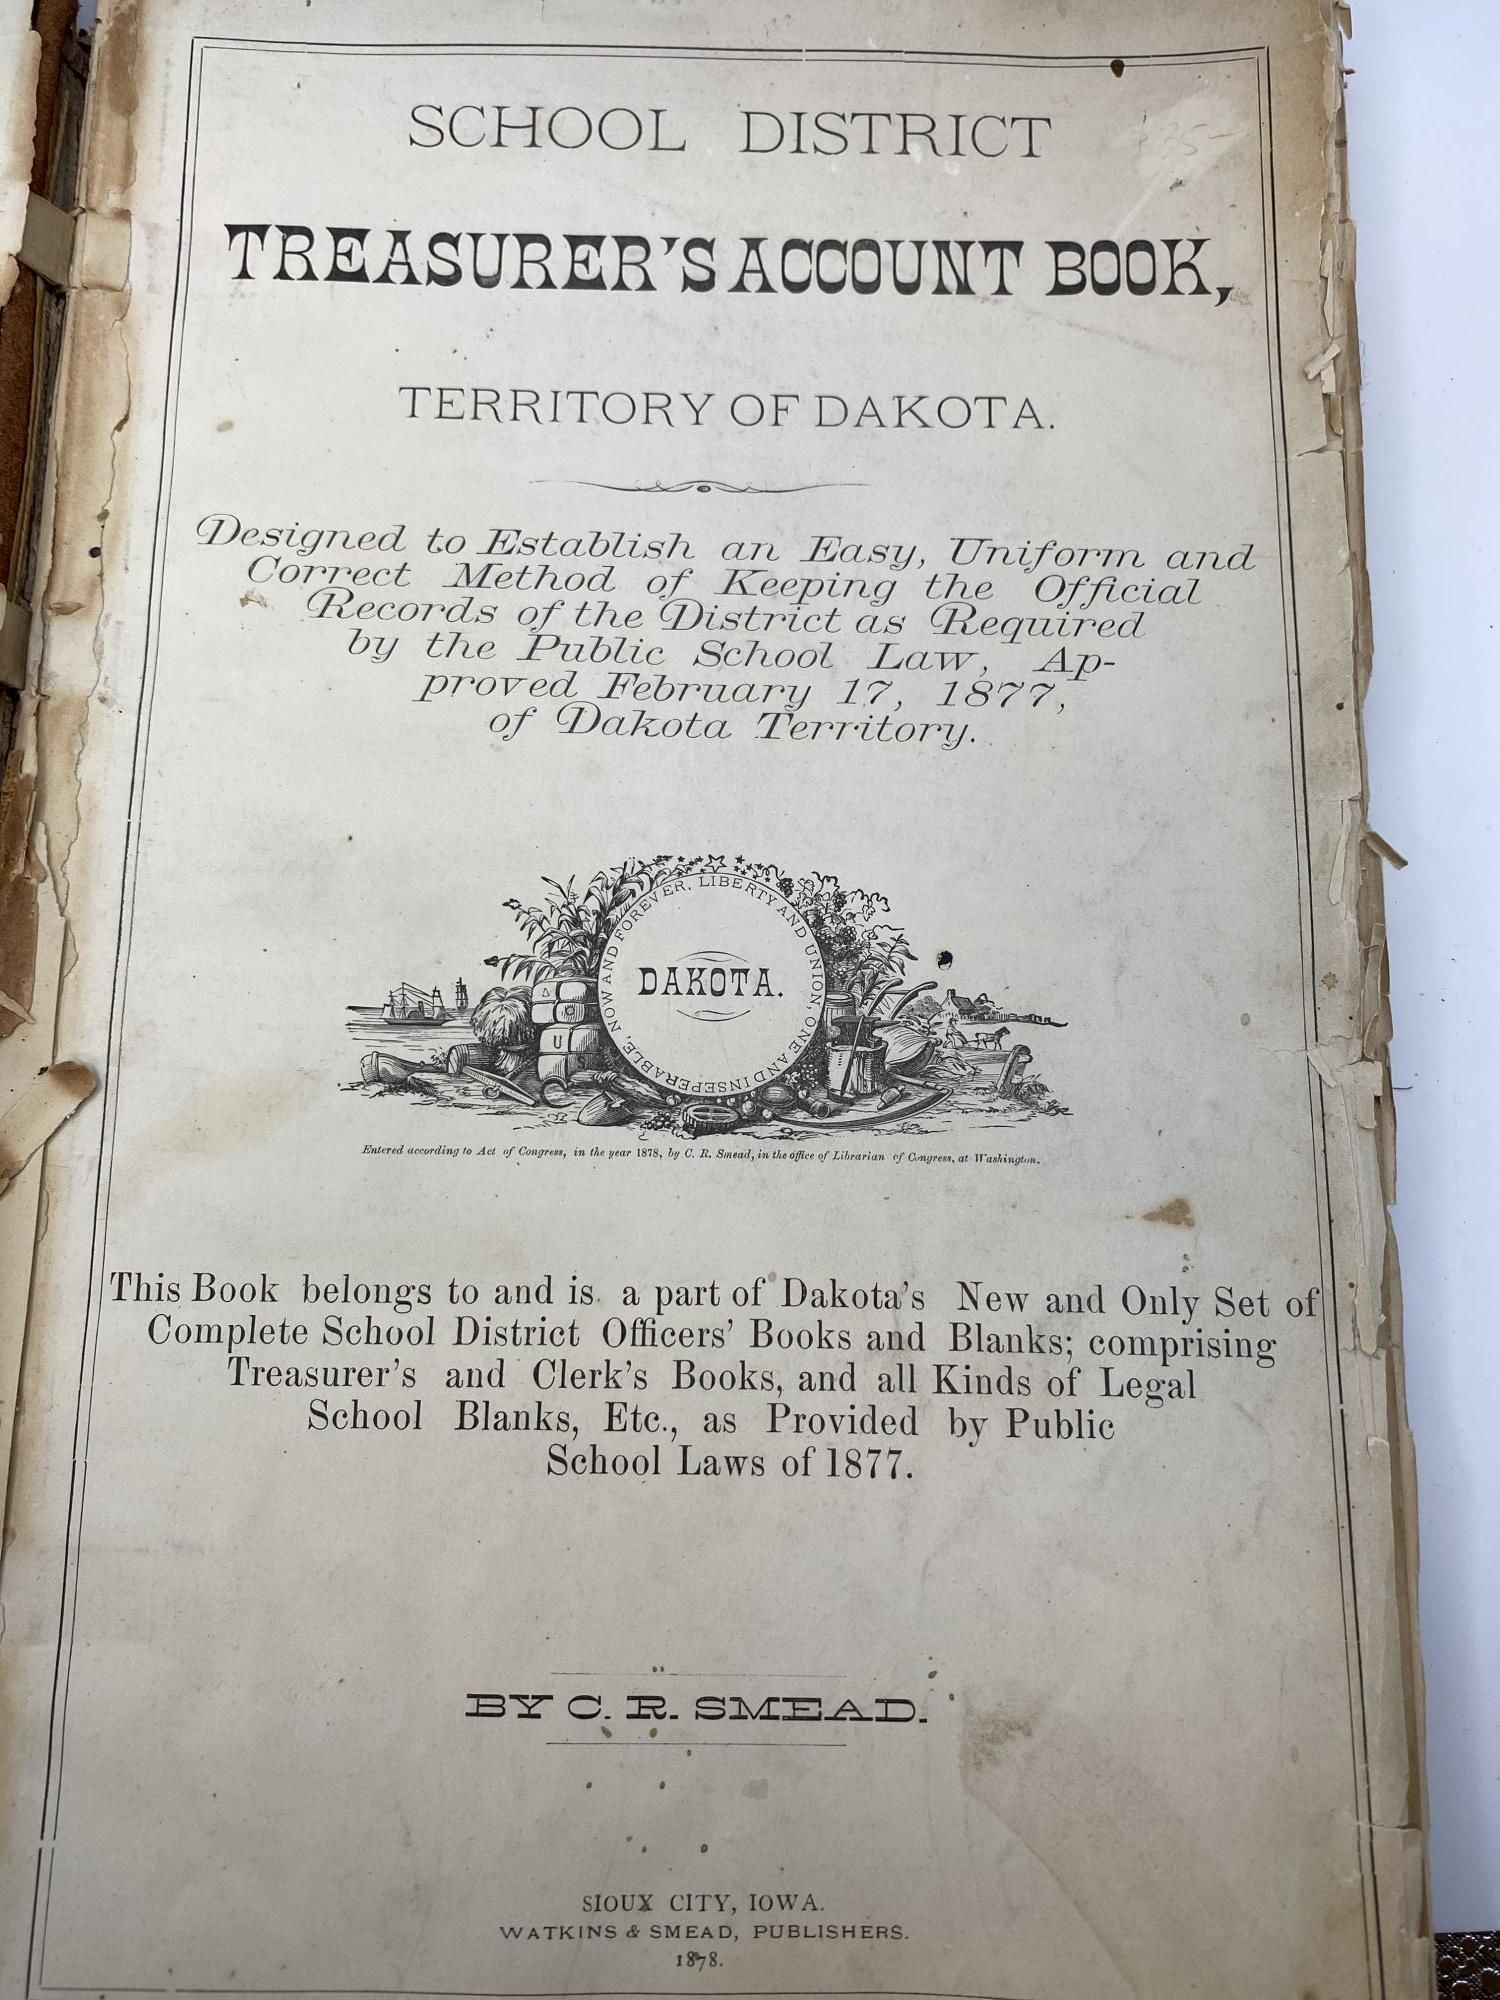 SCHOOL DISTRICT
TREASURER'S ACCOUNT BOOK,
TERRITORY OF DAKOTA.
Designed to Establish an Easy, Uniform and
Correct Method of Keeping the Official
Records of the District as Required
by the Public School Law, Ap-
proved February 17, 1877,
of Dakota Territory.
NOW AND FOREVER, LIBERTY AND UNION, ONE AND INSEPERABLE,
DAKOTA.
Entered according to Act of Congress, in the year 1878, by C. R. Smead, in the office of Librarian of Congress, at Washington.
This Book belongs to and is a part of Dakota's New and Only Set of
Complete School District Officers' Books and Blanks; comprising
Treasurer's and Clerk's Books, and all Kinds of Legal
School Blanks, Etc., as Provided by Public
School Laws of 1877.
BY C. R. SMEAD.
SIOUX CITY, IOWA.
WATKINS & SMEAD, PUBLISHERS.
1878.